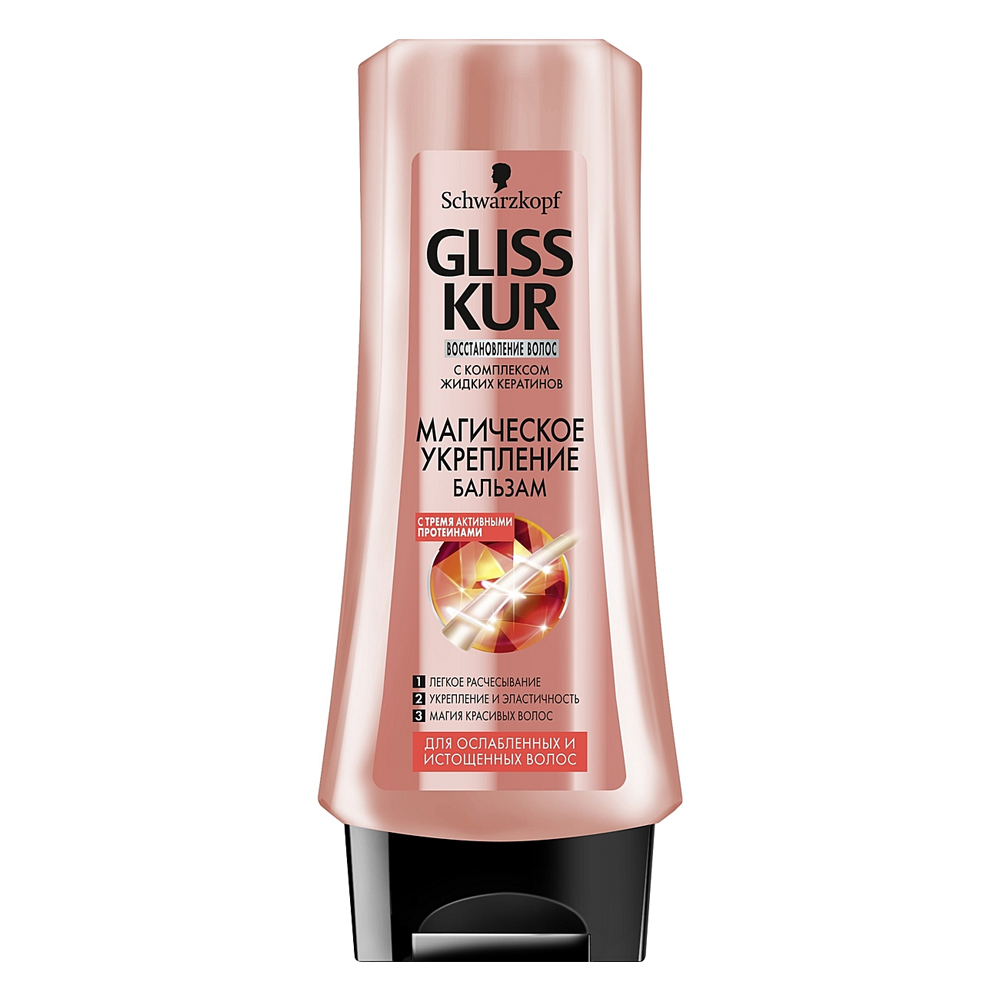 Schwarzkopf
GLISS
KUR
ВОССТАНОВЛЕНИЕ ВОЛОС
С КОМПЛЕКСОМ
ЖИДКИХ КЕРАТИНОВ
МАГИЧЕСКОЕ
УКРЕПЛЕНИЕ
БАЛЬЗАМ
С ТРЕМЯ АКТИВНЫМИ
ПРОТЕИНАМИ
1 ЛЕГКОЕ РАСЧЕСЫВАНИЕ
2 УКРЕПЛЕНИЕ И ЭЛАСТИЧНОСТЬ
3 МАГИЯ КРАСИВЫХ ВОЛОС
ДЛЯ ОСЛАБЛЕННЫХ И
ИСТОЩЕННЫХ ВОЛОС